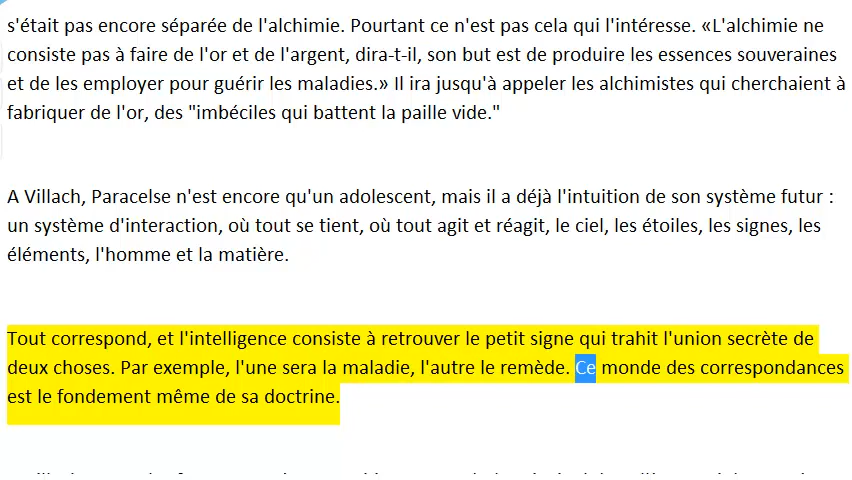 s'était pas encore séparée de l'alchimie. Pourtant ce n'est pas cela qui l'intéresse. «L'alchimie ne
consiste pas à faire de l'or et de l'argent, dira-t-il, son but est de produire les essences souveraines
et de les employer pour guérir les maladies.» Il ira jusqu'à appeler les alchimistes qui cherchaient à
fabriquer de l'or, des "imbéciles qui battent la paille vide."
A Villach, Paracelse n'est encore qu'un adolescent, mais il a déjà l'intuition de son système futur :
un système d'interaction, où tout se tient, où tout agit et réagit, le ciel, les étoiles, les signes, les
éléments, l'homme et la matière.
Tout correspond, et l'intelligence consiste à retrouver le petit signe qui trahit l'union secrète de
deux choses. Par exemple, l'une sera la maladie, l'autre le remède. Ce monde des correspondances
est le fondement même de sa doctrine.